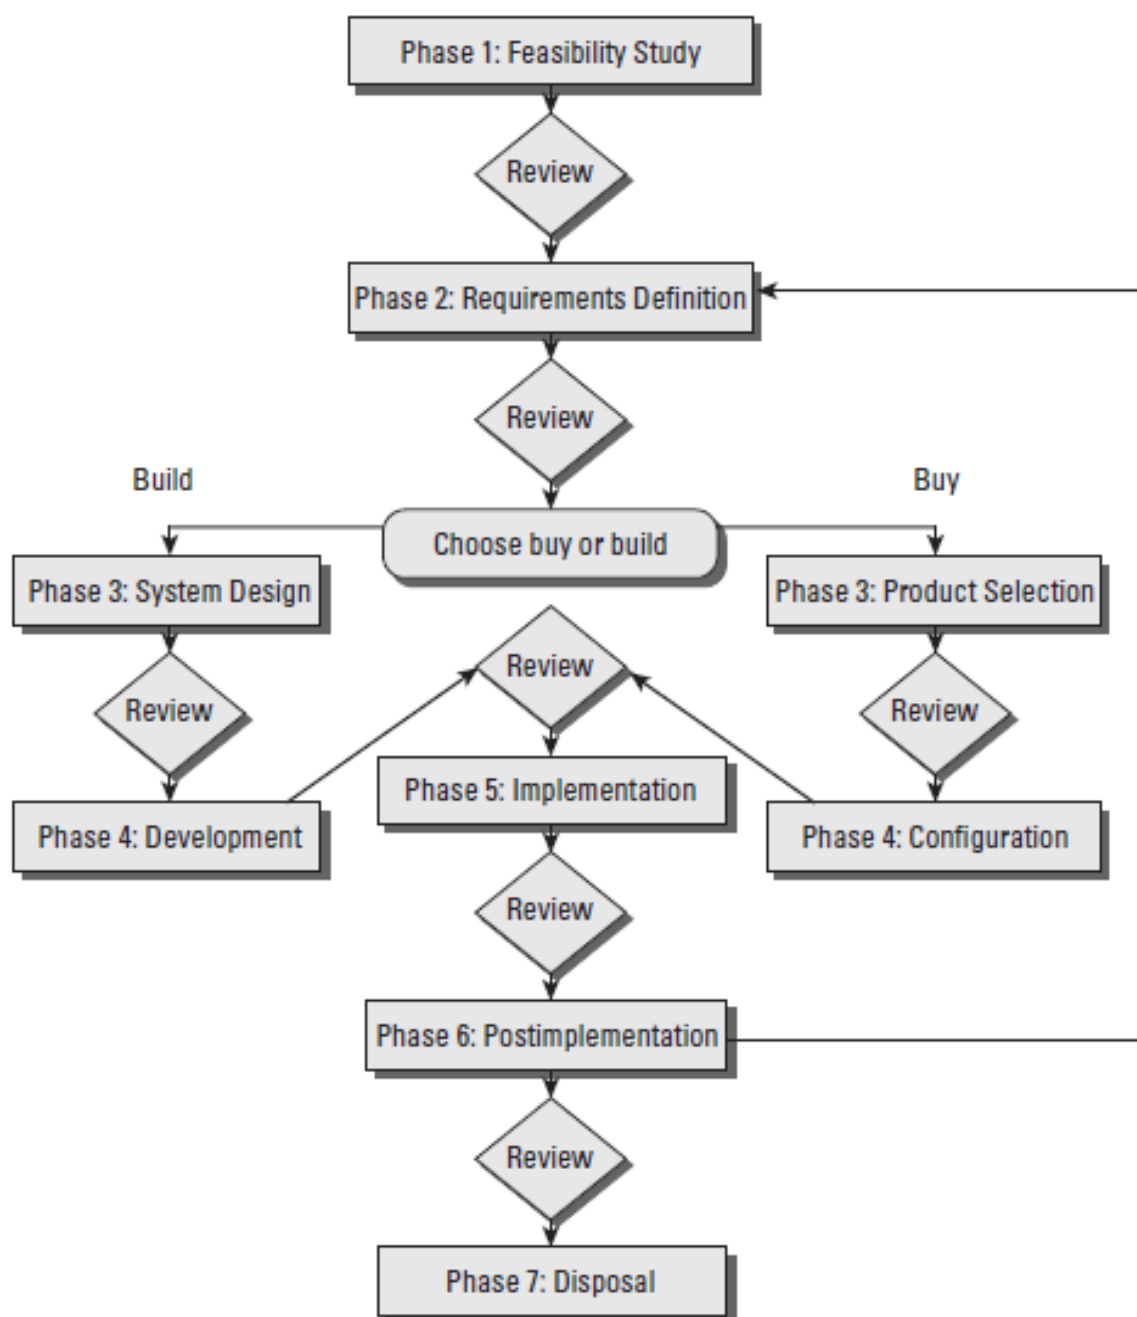 Phase 1: Feasibility Study
Review
Phase 2: Requirements Definition
Review
Build
Buy
Choose buy or build
Phase 3: System Design
Phase 3: Product Selection
Review
Review
Review
Phase 5: Implementation
Phase 4: Development
Phase 4: Configuration
Review
Phase 6: Postimplementation
Review
Phase 7: Disposal